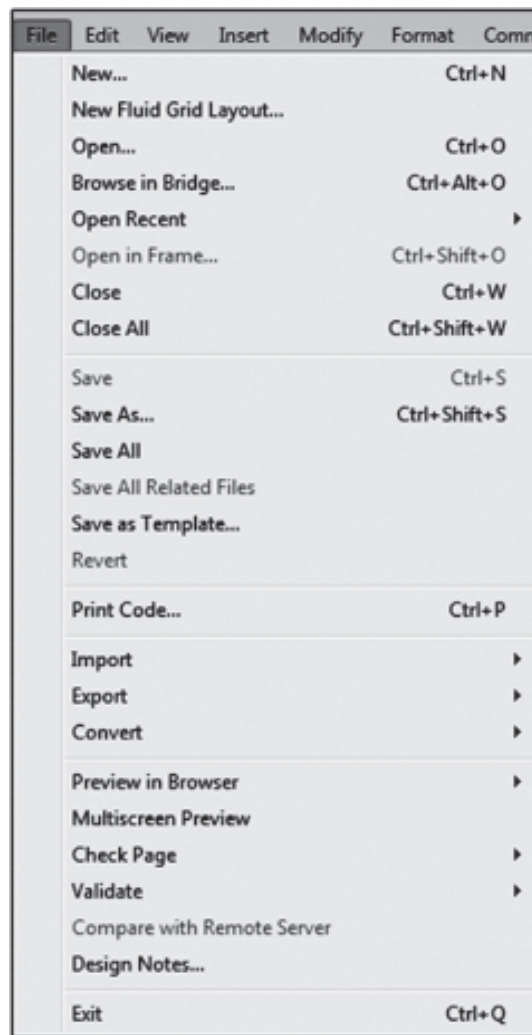 File Edit View Insert Modify Format
New... Ctrl+N
New Fluid Grid Layout...
Open... Ctrl+O
Browse in Bridge... Ctrl+Alt+O
Open Recent
Open in Frame... Ctrl+Shift+O
Close Ctrl+W
Close All Ctrl+Shift+W
Save Ctrl+S
Save As... Ctrl+Shift+S
Save All
Save All Related Files
Save as Template...
Revert
Print Code... Ctrl+P
Import
Export
Convert
Preview in Browser
Multiscreen Preview
Check Page
Validate
Compare with Remote Server
Design Notes...
Exit Ctrl+Q